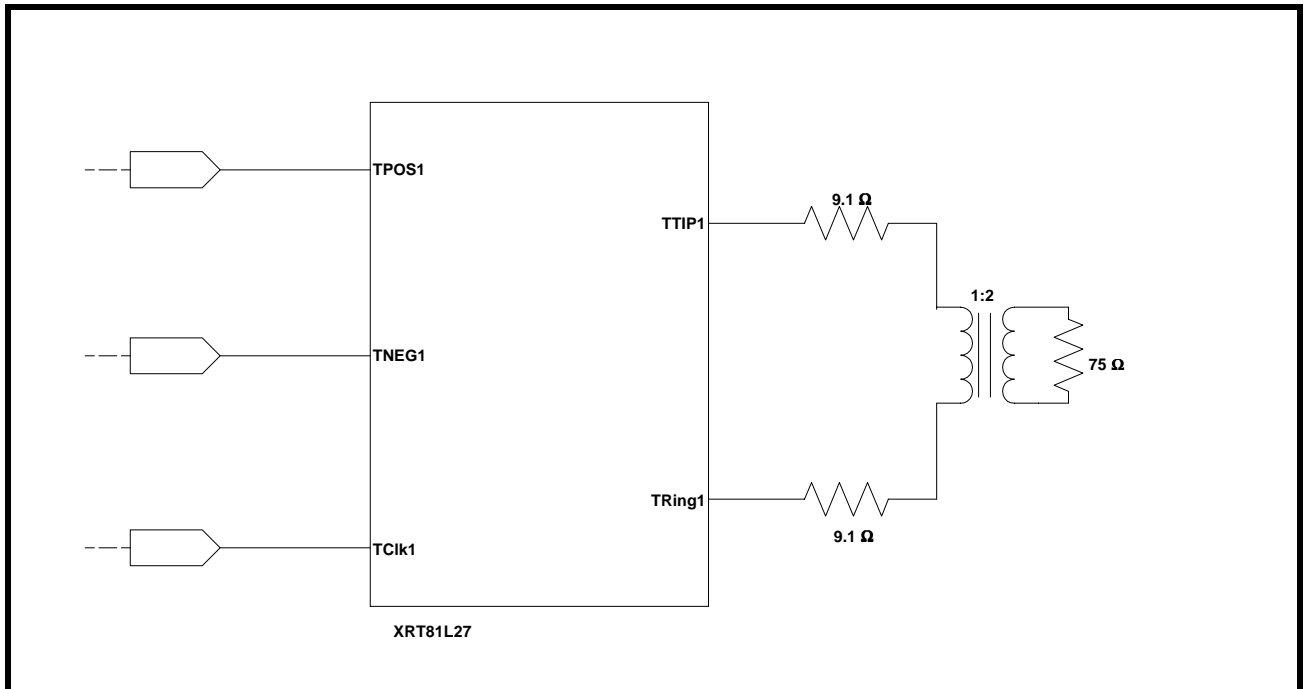 TPOS1
9.1 Ω
TTIP1
1:2
TNEG1
75 Ω
TRing1
9.1 Ω
TClk1
XRT81L27